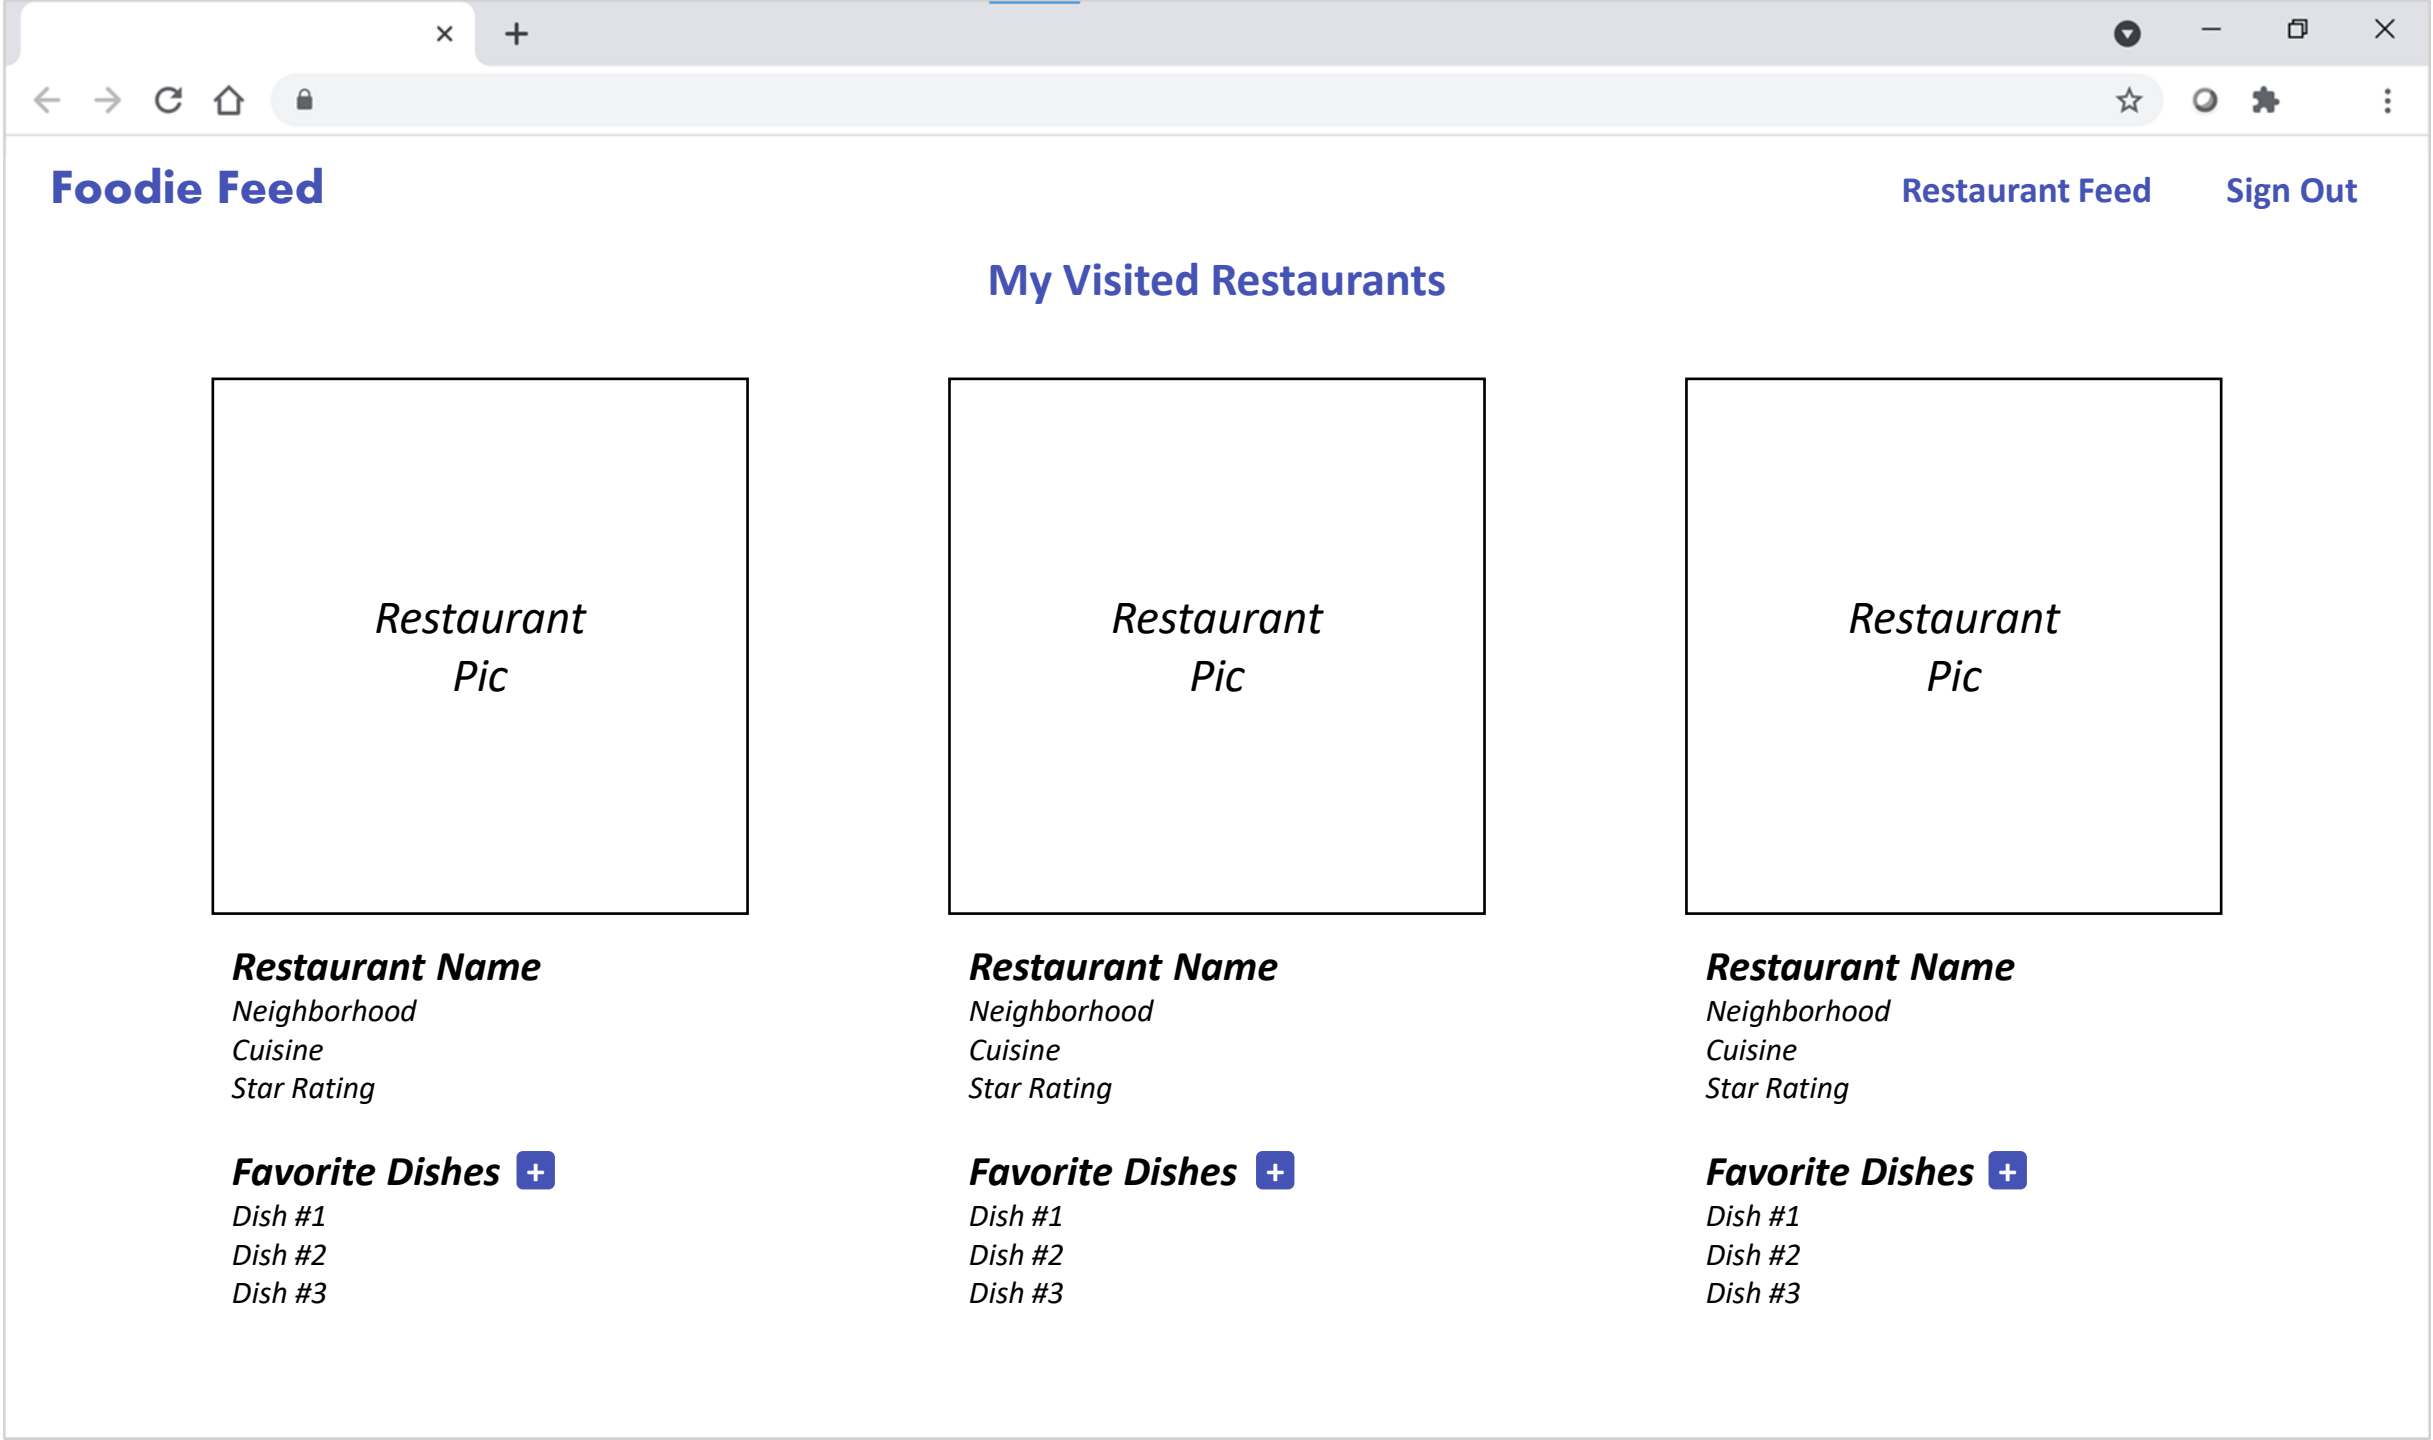 Foodie Feed
Restaurant Feed
Sign Out
My Visited Restaurants
Restaurant
Pic
Restaurant
Pic
Restaurant
Pic
Restaurant Name
Neighborhood
Cuisine
Star Rating
Favorite Dishes +
Dish #1
Dish #2
Dish #3
Restaurant Name
Neighborhood
Cuisine
Star Rating
Favorite Dishes +
Dish #1
Dish #2
Dish #3
Restaurant Name
Neighborhood
Cuisine
Star Rating
Favorite Dishes +
Dish #1
Dish #2
Dish #3